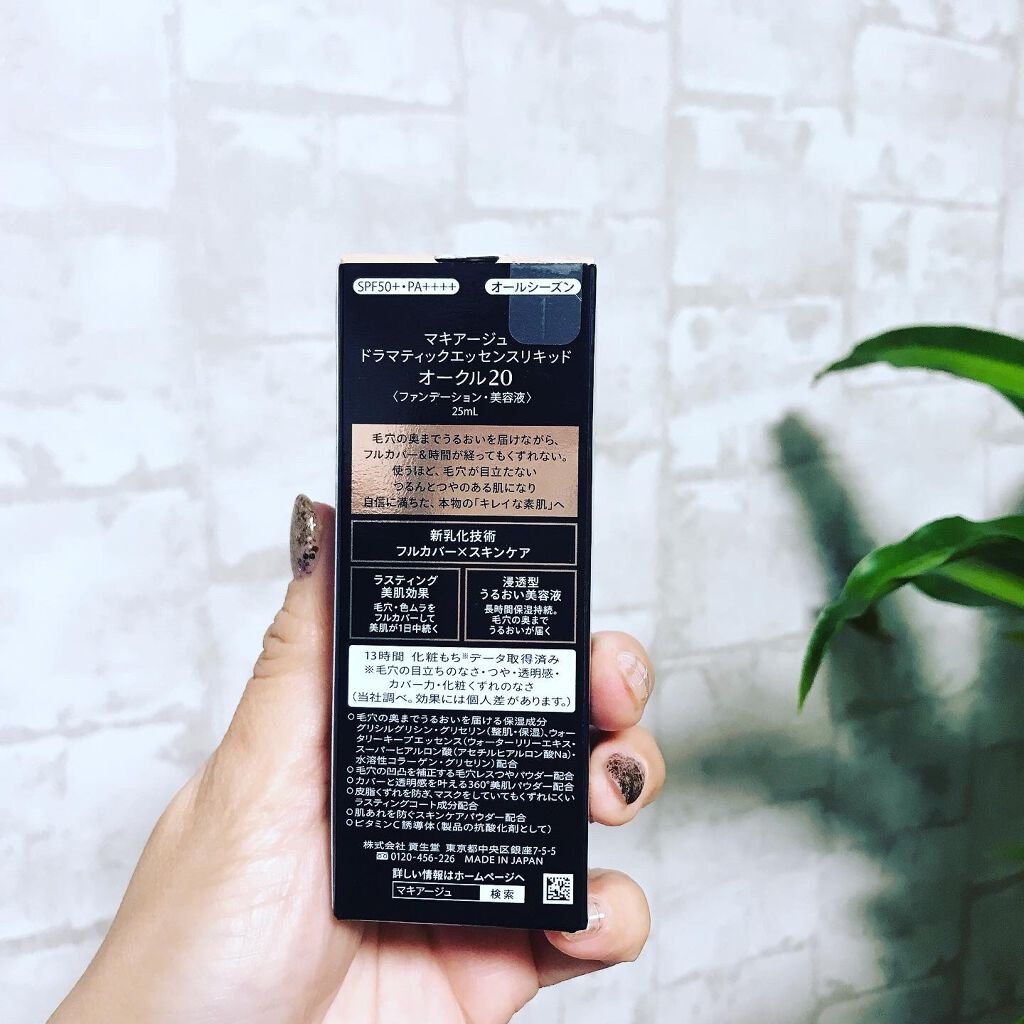 SPF50+・PA++++
オールシーズン
マキアージュ
ドラマティックエッセンスリキッド
オークル20
〈ファンデーション・美容液〉
25mL
毛穴の奥までうるおいを届けながら、
フルカバー&時間が経ってもくずれない。
使うほど、毛穴が目立たない
つるんとつやのある肌になり
自信に満ちた、本物の「キレイな素肌」へ
新乳化技術
フルカバー×スキンケア
ラスティング
美肌効果
毛穴・色ムラを
フルカバーして
美肌が1日中続く
浸透型
うるおい美容液
長時間保湿持続。
毛穴の奥まで
うるおいが届く
13時間 化粧もち※データ取得済み
※毛穴の目立ちのなさ・つや・透明感・
カバー力・化粧くずれのなさ
(当社調べ。効果には個人差があります。)
○毛穴の奥までうるおいを届ける保湿成分
グリシルグリシン・グリセリン(整肌・保湿)、ウォー
タリーキープエッセンス(ウォーターリリーエキス・
スーパーヒアルロン酸(アセチルヒアルロン酸Na)・
水溶性コラーゲン・グリセリン)配合
○毛穴の凹凸を補正する毛穴レスつやパウダー配合
○カバーと透明感を叶える360°美肌パウダー配合
○皮脂くずれを防ぎ、マスクをしていてもくずれにくい
ラスティングコート成分配合
○肌あれを防ぐスキンケアパウダー配合
○ビタミンC誘導体(製品の抗酸化剤として)
株式会社 資生堂 東京都中央区銀座7-5-5
0120-456-226 MADE IN JAPAN
詳しい情報はホームページへ
マキアージュ 検索